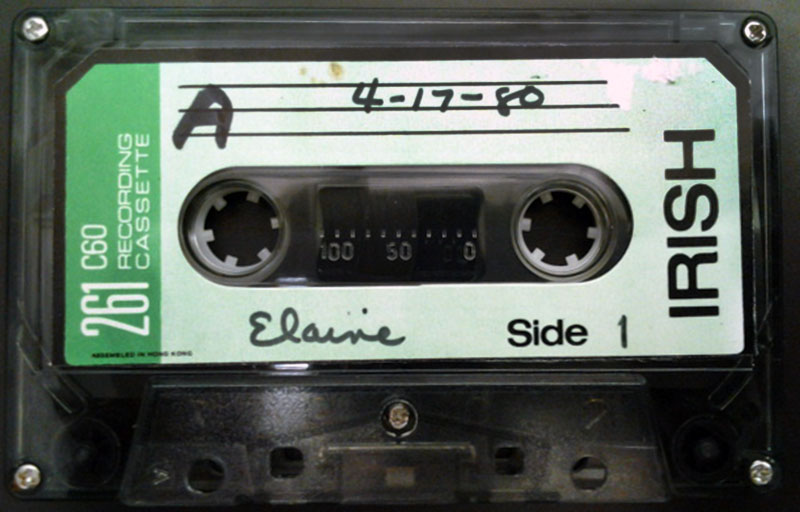 A 4-17-80
261 C60
RECORDING
CASSETTE
IRISH
100 50 0
Elaine
Side 1
ASSEMBLED IN HONG KONG